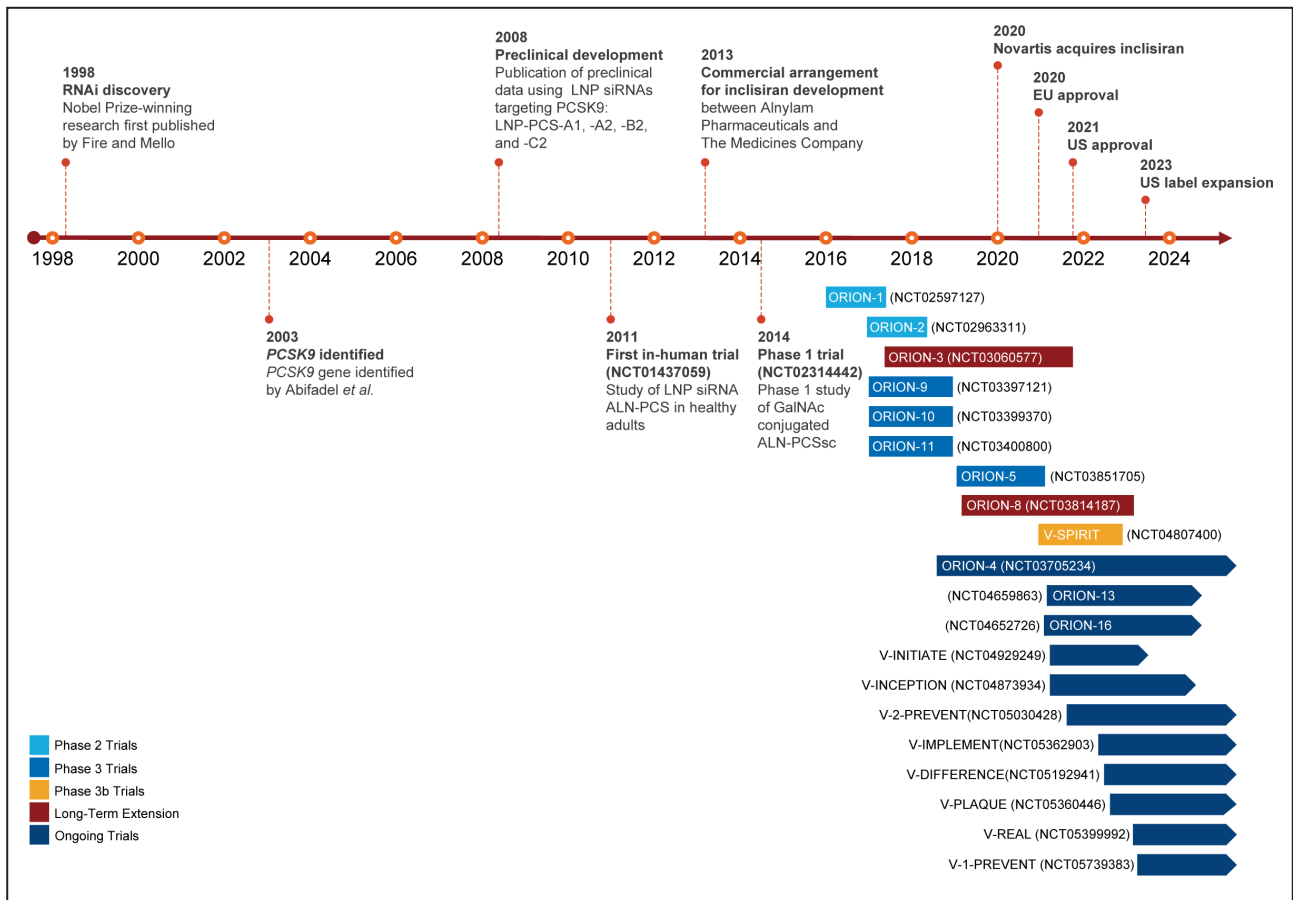 1998
RNAi discovery
Nobel Prize-winning
research first published
by Fire and Mello
2008
Preclinical development
Publication of preclinical
data using LNP siRNAs
targeting PCSK9:
LNP-PCS-A1, -A2, -B2,
and -C2
2013
Commercial arrangement
for inclisiran development
between Alnylam
Pharmaceuticals and
The Medicines Company
2020
Novartis acquires inclisiran
2020
EU approval
2021
US approval
2023
US label expansion
1998 2000 2002 2004 2006 2008 2010 2012 2014 2016 2018 2020 2022 2024
2003
PCSK9 identified
PCSK9 gene identified
by Abifadel et al.
2011
First in-human trial
(NCT01437059)
Study of LNP siRNA
ALN-PCS in healthy
adults
2014
Phase 1 trial
(NCT02314442)
Phase 1 study
of GalNAc
conjugated
ALN-PCSsc
ORION-1 (NCT02597127)
ORION-2 (NCT02963311)
ORION-3 (NCT03060577)
ORION-9 (NCT03397121)
ORION-10 (NCT03399370)
ORION-11 (NCT03400800)
ORION-5 (NCT03851705)
ORION-8 (NCT03814187)
V-SPIRIT (NCT04807400)
ORION-4 (NCT03705234)
(NCT04659863) ORION-13
(NCT04652726) ORION-16
V-INITIATE (NCT04929249)
V-INCEPTION (NCT04873934)
V-2-PREVENT(NCT05030428)
V-IMPLEMENT(NCT05362903)
V-DIFFERENCE(NCT05192941)
V-PLAQUE (NCT05360446)
V-REAL (NCT05399992)
V-1-PREVENT (NCT05739383)
Phase 2 Trials
Phase 3 Trials
Phase 3b Trials
Long-Term Extension
Ongoing Trials